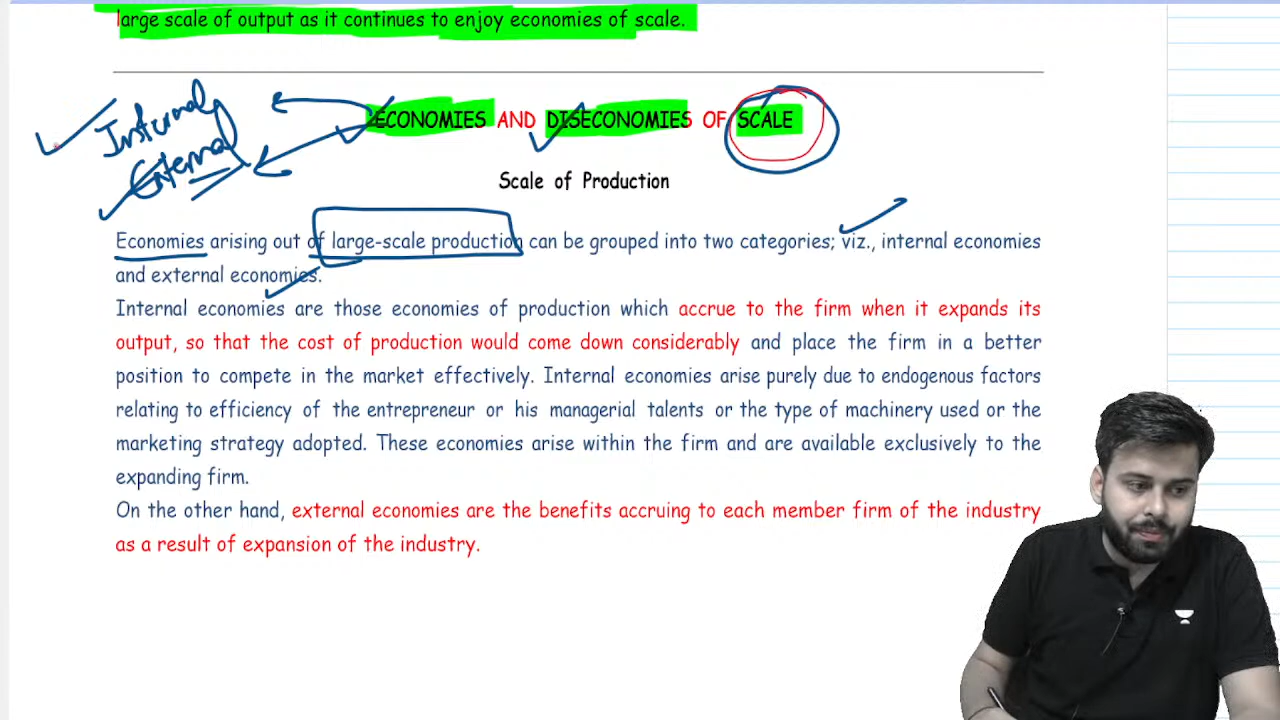 large scale of output as it continues to enjoy economies of scale.
Internal
External
ECONOMIES AND DISECONOMIES OF SCALE
Scale of Production
Economies arising out of large-scale production can be grouped into two categories; viz., internal economies
and external economies.
Internal economies are those economies of production which accrue to the firm when it expands its
output, so that the cost of production would come down considerably and place the firm in a better
position to compete in the market effectively. Internal economies arise purely due to endogenous factors
relating to efficiency of the entrepreneur or his managerial talents or the type of machinery used or the
marketing strategy adopted. These economies arise within the firm and are available exclusively to the
expanding firm.
On the other hand, external economies are the benefits accruing to each member firm of the industry
as a result of expansion of the industry.